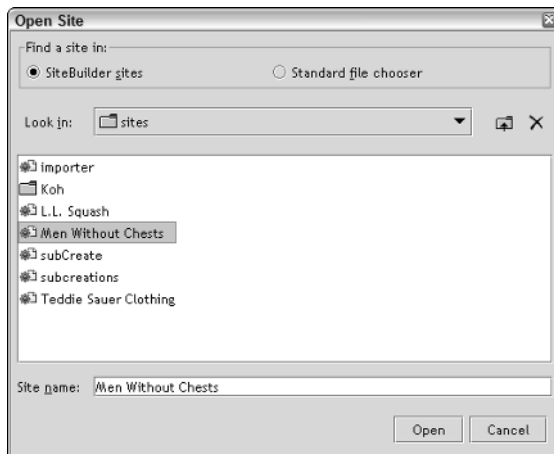 Open Site
Find a site in:
SiteBuilder sites Standard file chooser
Look in: sites
importer
Koh
L.L. Squash
Men Without Chests
subCreate
subcreations
Teddie Sauer Clothing
Site name: Men Without Chests
Open Cancel